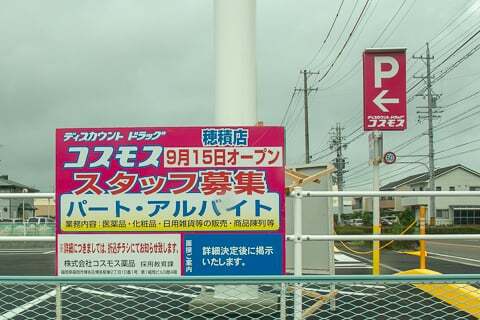 ディスカウント ドラッグ
コスモス
穂積店
9月15日オープン
スタッフ募集
パート・アルバイト
業務内容:医薬品・化粧品・日用雑貨等の販売・商品陳列等
※詳細につきましては、折込チラシにてお知らせ致します。
株式会社コスモス薬品 採用教育課
面接ご案内
詳細決定後に掲示
いたします。
P
ディスカウント ドラッグ
コスモス
50